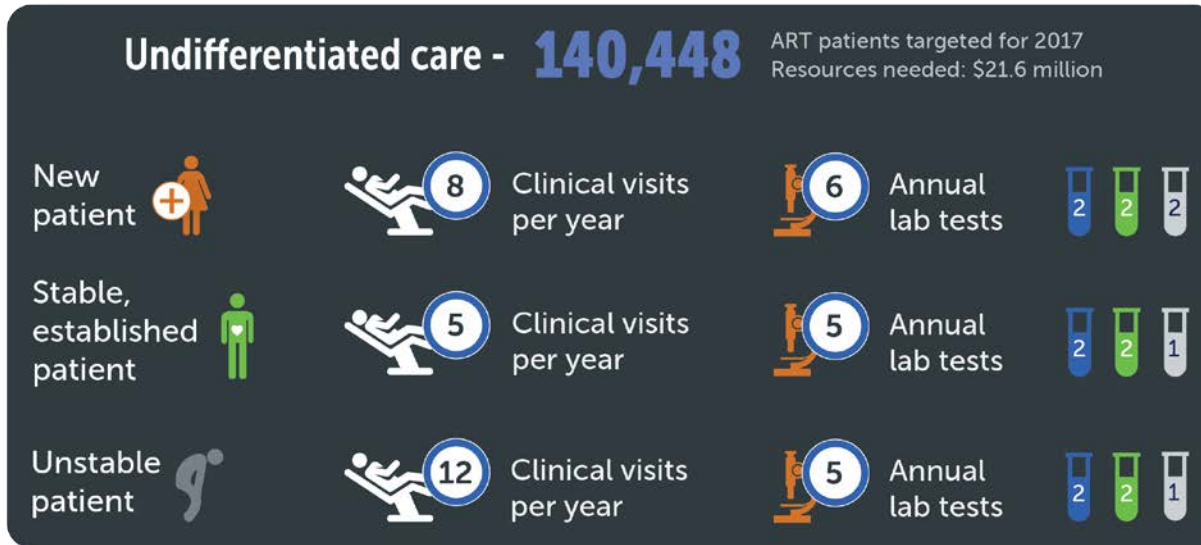 Undifferentiated care - 140,448
ART patients targeted for 2017
Resources needed: $21.6 million
New
patient
8
Clinical visits
per year
6
Annual
lab tests
2 2 2
Stable,
established
patient
5
Clinical visits
per year
5
Annual
lab tests
2 2 1
Unstable
patient
12
Clinical visits
per year
5
Annual
lab tests
2 2 1